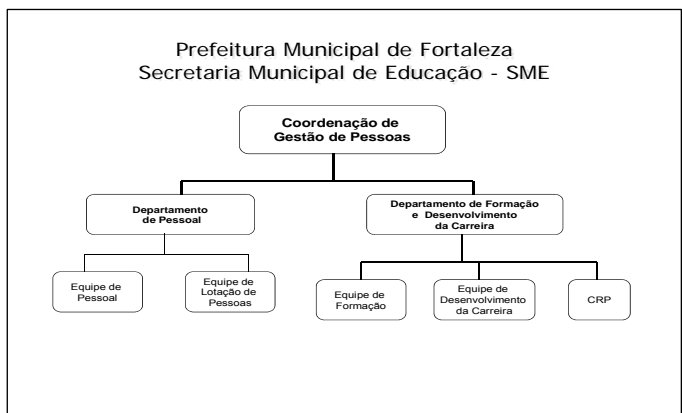 Prefeitura Municipal de Fortaleza
Secretaria Municipal de Educação - SME
Coordenação de
Gestão de Pessoas
Departamento
de Pessoal
Departamento de Formação
e Desenvolvimento
da Carreira
Equipe de
Pessoal
Equipe de
Lotação de
Pessoas
Equipe de
Formação
Equipe de
Desenvolvimento
da Carreira
CRP